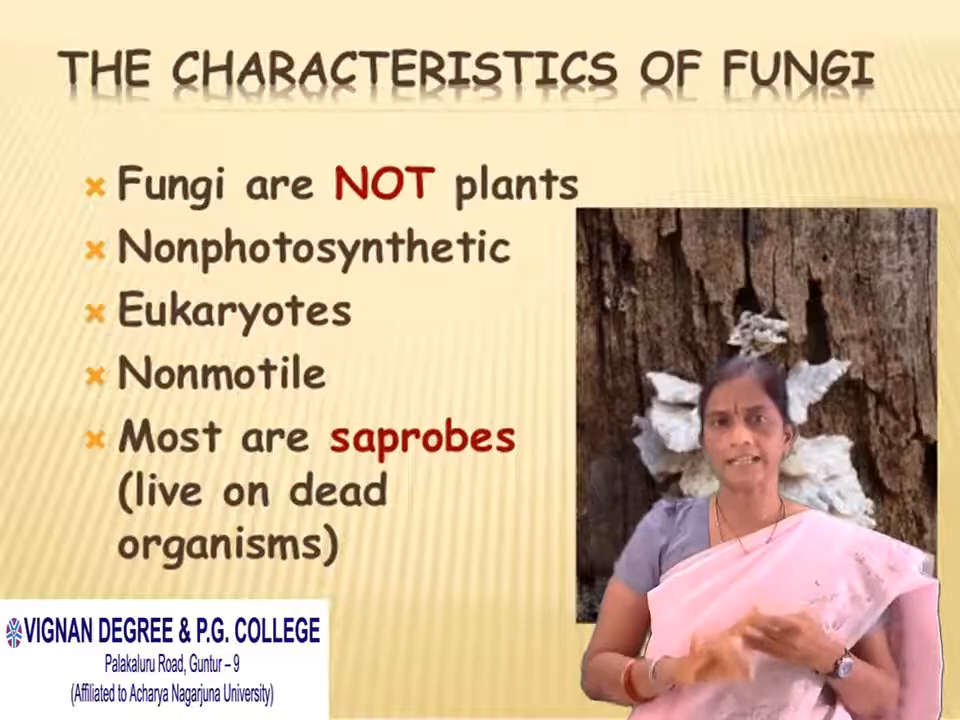 THE CHARACTERISTICS OF FUNGI
Fungi are NOT plants
Nonphotosynthetic
Eukaryotes
Nonmotile
Most are saprobes
(live on dead
organisms)
VIGNAN DEGREE & P.G. COLLEGE
Palakaluru Road, Guntur – 9
(Affiliated to Acharya Nagarjuna University)